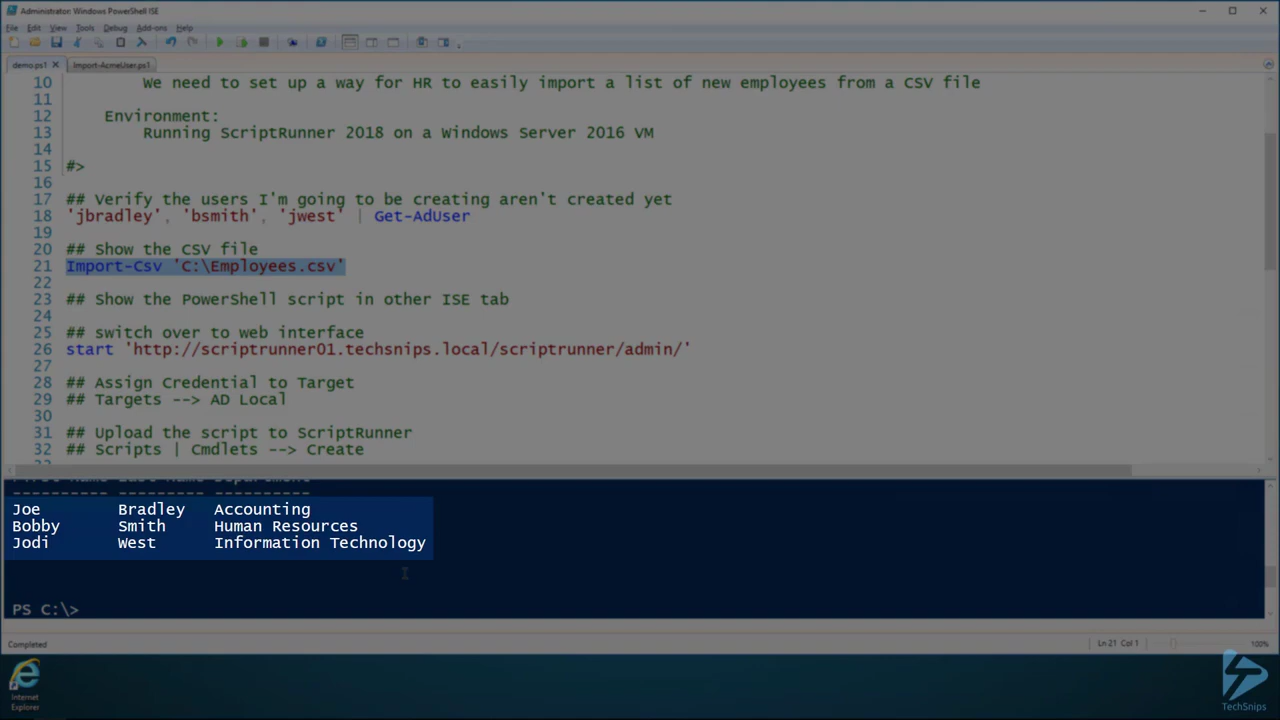 Administrator: Windows PowerShell ISE
File Edit View Tools Debug Add-ons Help
demo.ps1 Import-AcmeUser.ps1
10 We need to set up a way for HR to easily import a list of new employees from a CSV file
11
12 Environment:
13 Running ScriptRunner 2018 on a Windows Server 2016 VM
14
15 #>
16
17 ## Verify the users I'm going to be creating aren't created yet
18 'jbradley', 'bsmith', 'jwest' | Get-AdUser
19
20 ## Show the CSV file
21 Import-Csv 'C:\Employees.csv'
22
23 ## Show the PowerShell script in other ISE tab
24
25 ## switch over to web interface
26 start 'http://scriptrunner01.techsnips.local/scriptrunner/admin/'
27
28 ## Assign Credential to Target
29 ## Targets --> AD Local
30
31 ## Upload the script to ScriptRunner
32 ## Scripts | Cmdlets --> Create
First Name Last Name Department
---------- --------- ----------
Joe Bradley Accounting
Bobby Smith Human Resources
Jodi West Information Technology
PS C:\>
Completed Ln 21 Col 1 100%
Internet
Explorer
TechSnips